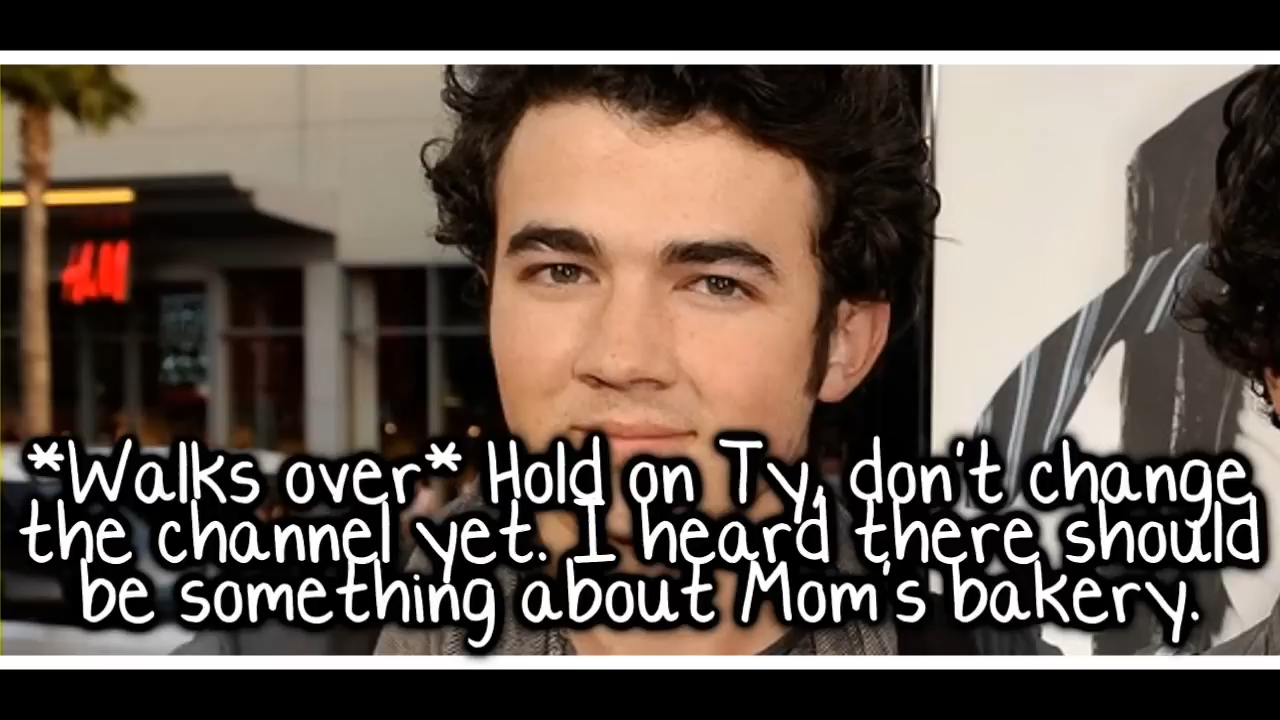 H&M
*Walks over* Hold on Ty, don't change
the channel yet. I heard there should
be something about Mom's bakery.